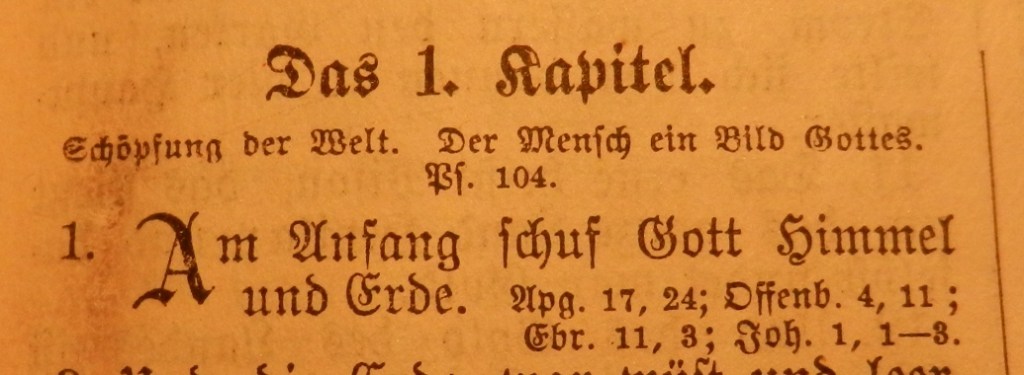 Das 1. Kapitel.
Schöpfung der Welt. Der Menſch ein Bild Gottes.
Pſ. 104.
1. Am Anfang ſchuf Gott Himmel
und Erde. Apg. 17, 24; Offenb. 4, 11 ;
Ebr. 11, 3; Joh. 1, 1—3.